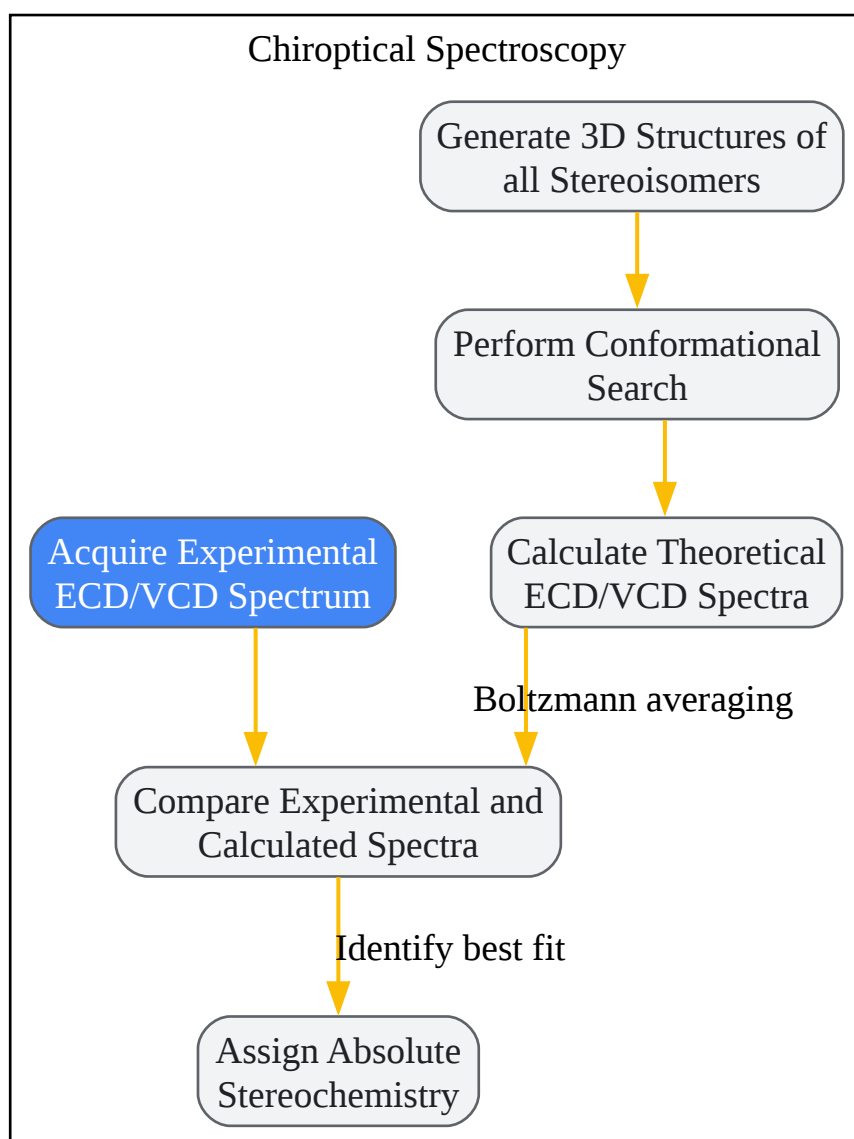 Chiroptical Spectroscopy
Generate 3D Structures of
all Stereoisomers
Perform Conformational
Search
Acquire Experimental
ECD/VCD Spectrum
Calculate Theoretical
ECD/VCD Spectra
Boltzmann averaging
Compare Experimental and
Calculated Spectra
Identify best fit
Assign Absolute
Stereochemistry